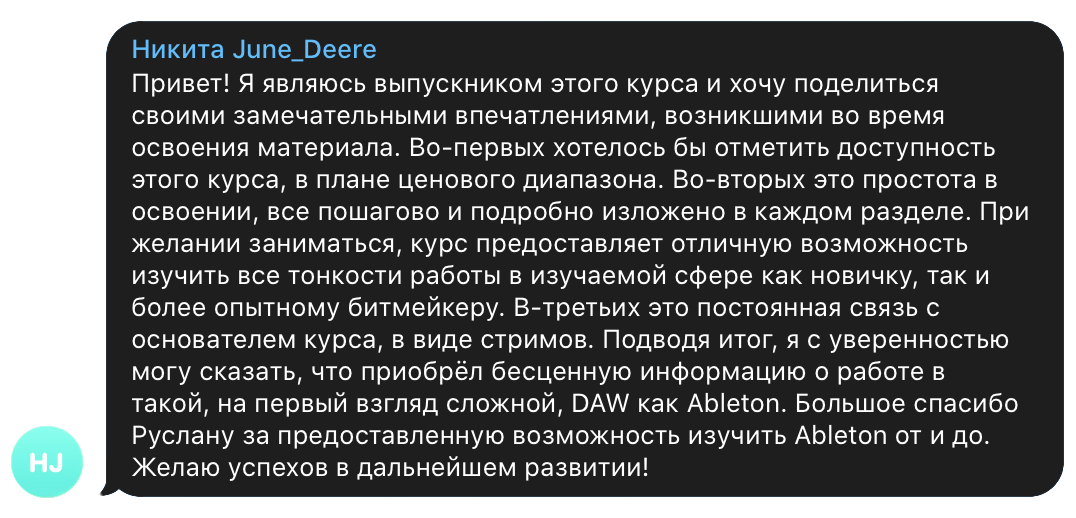 Никита June_Deere
Привет! Я являюсь выпускником этого курса и хочу поделиться
своими замечательными впечатлениями, возникшими во время
освоения материала. Во-первых хотелось бы отметить доступность
этого курса, в плане ценового диапазона. Во-вторых это простота в
освоении, все пошагово и подробно изложено в каждом разделе. При
желании заниматься, курс предоставляет отличную возможность
изучить все тонкости работы в изучаемой сфере как новичку, так и
более опытному битмейкеру. В-третьих это постоянная связь с
основателем курса, в виде стримов. Подводя итог, я с уверенностью
могу сказать, что приобрёл бесценную информацию о работе в
такой, на первый взгляд сложной, DAW как Ableton. Большое спасибо
Руслану за предоставленную возможность изучить Ableton от и до.
Желаю успехов в дальнейшем развитии!
HJ